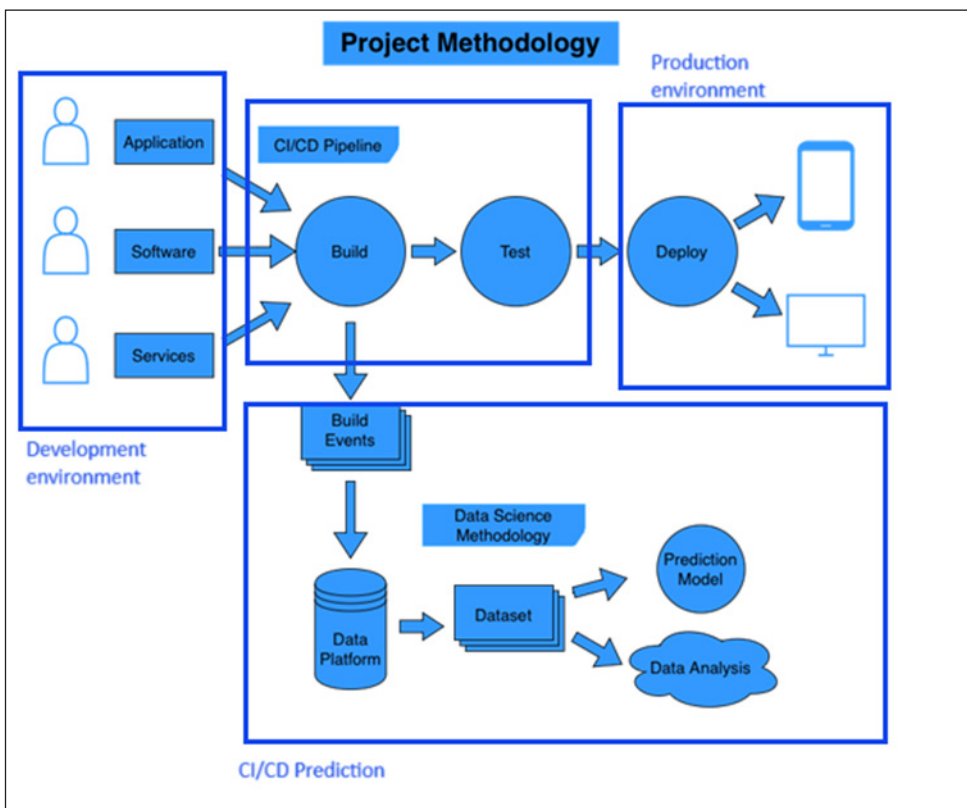 Project Methodology
Production
environment
Application
CI/CD Pipeline
Software
Build
Test
Deploy
Services
Development
environment
Build
Events
Data Science
Methodology
Prediction
Model
Dataset
Data
Platform
Data Analysis
CI/CD Prediction